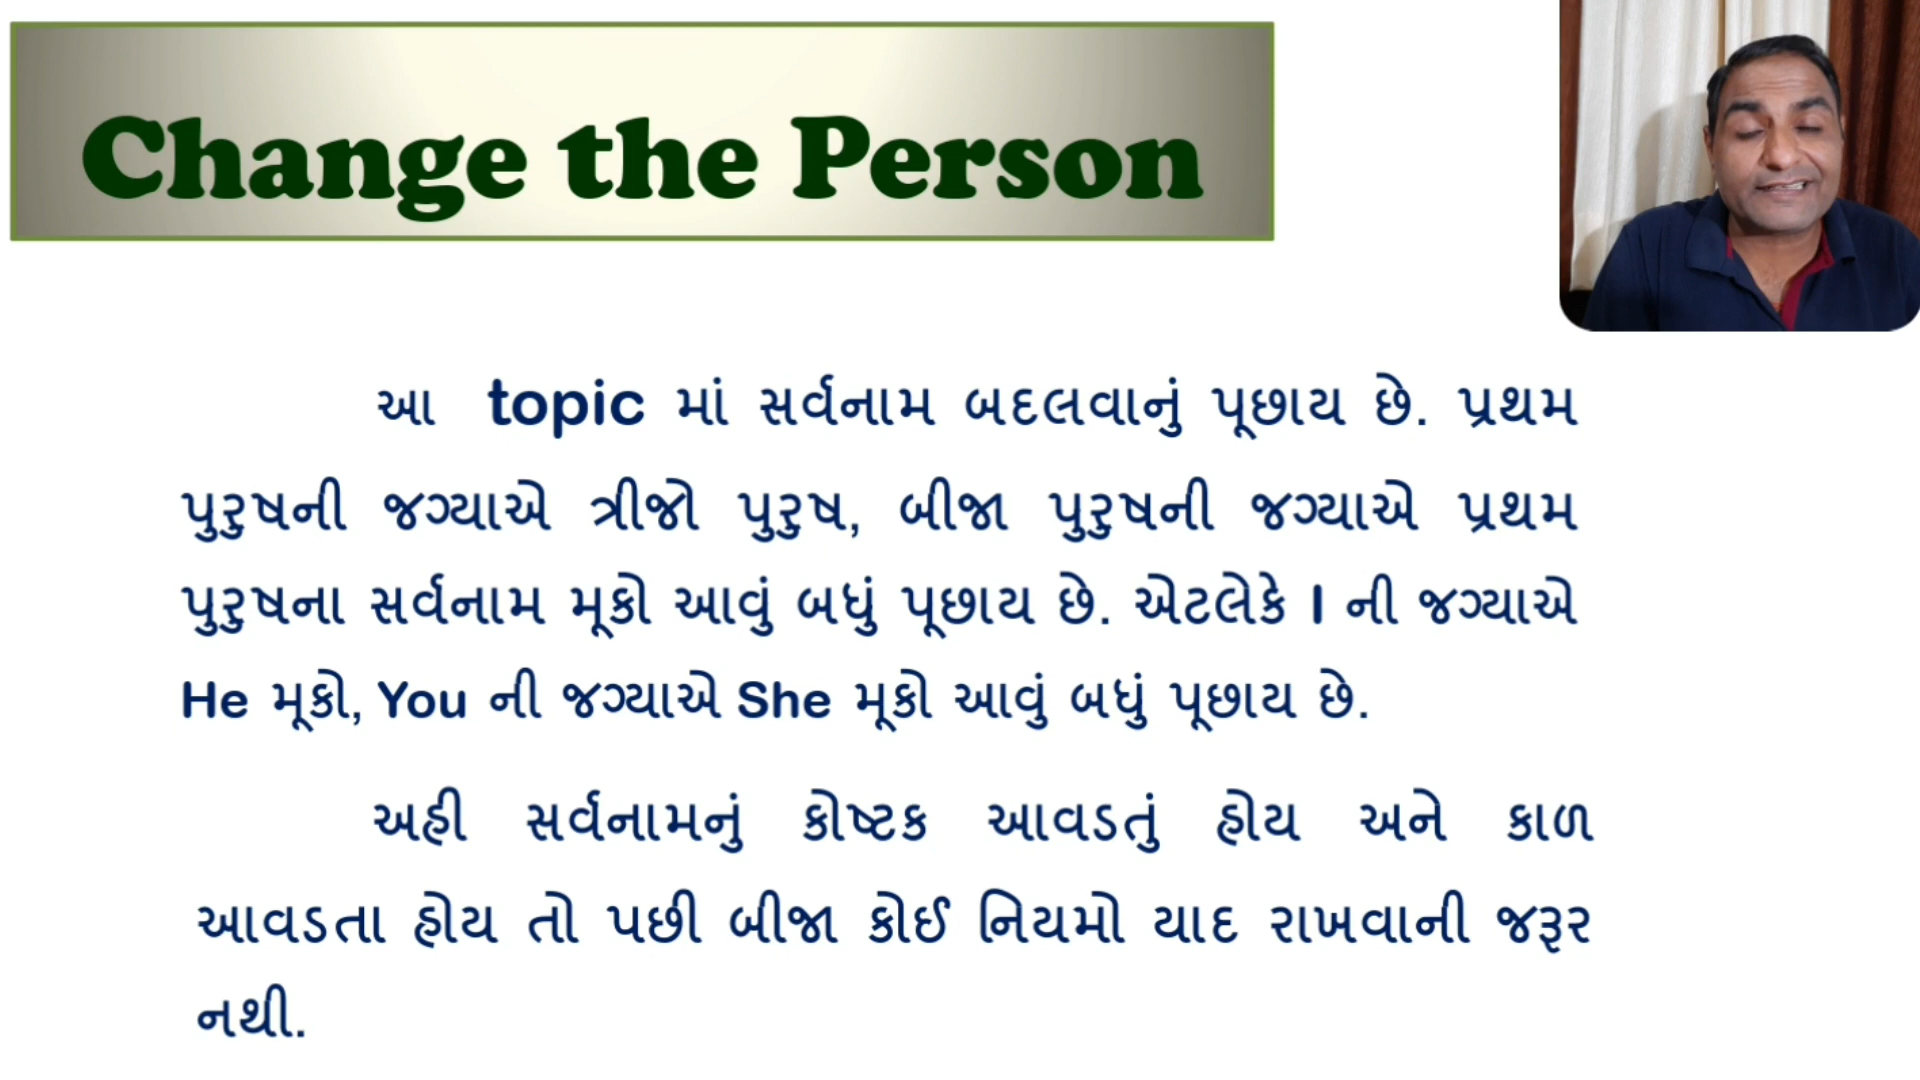 Change the Person
આ topic માં સર્વનામ બદલવાનું પૂછાય છે. પ્રથમ
પુરુષની જગ્યાએ ત્રીજો પુરુષ, બીજા પુરુષની જગ્યાએ પ્રથમ
પુરુષના સર્વનામ મૂકો આવું બધું પૂછાય છે. એટલેકે I ની જગ્યાએ
He મૂકો, You ની જગ્યાએ She મૂકો આવું બધું પૂછાય છે.
અહી સર્વનામનું કોષ્ટક આવડતું હોય અને કાળ
આવડતા હોય તો પછી બીજા કોઈ નિયમો યાદ રાખવાની જરૂર
નથી.